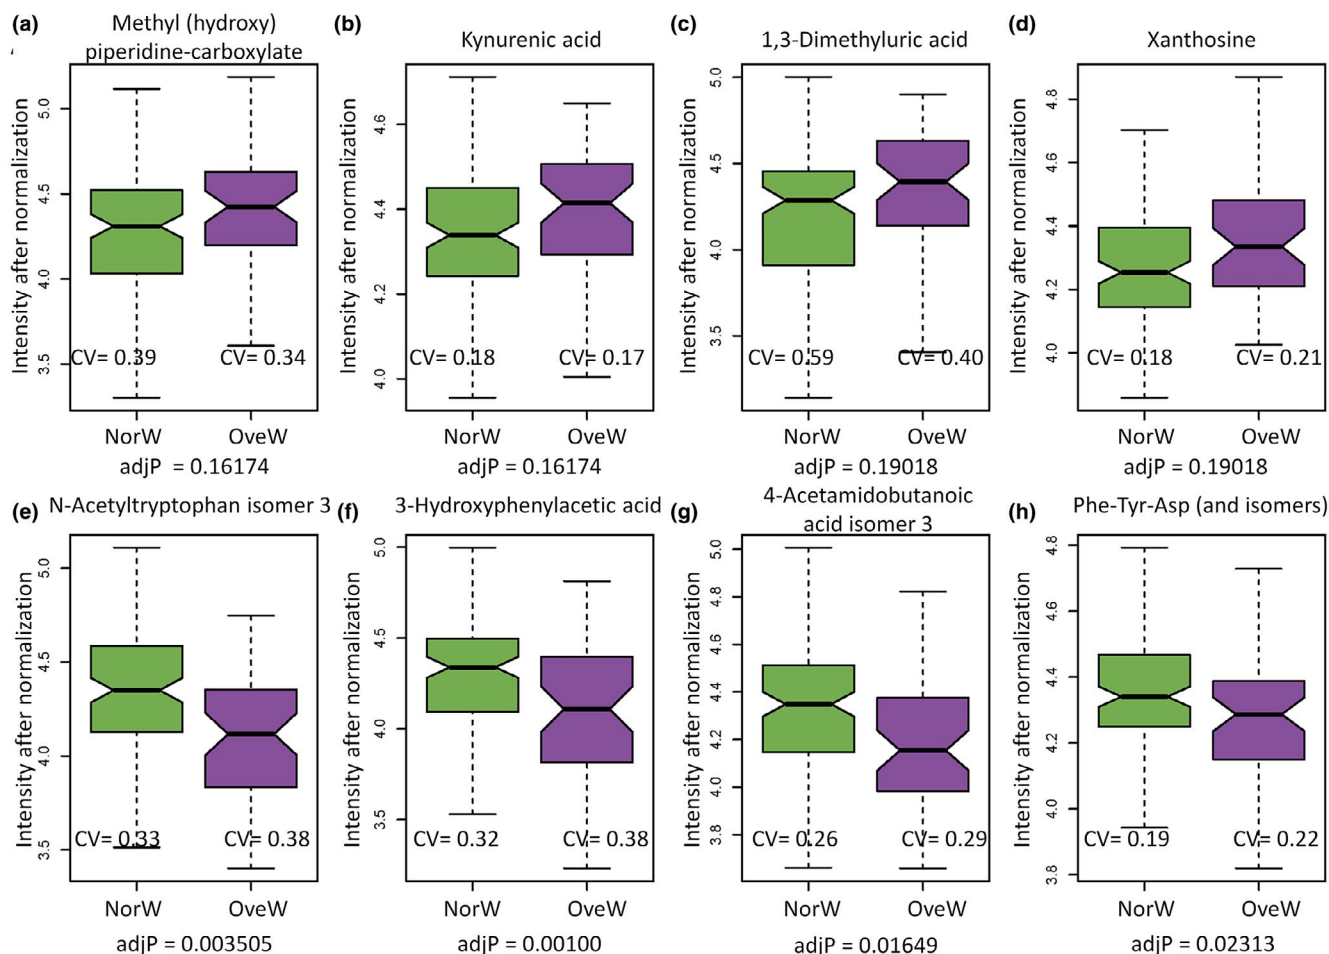 (a) Methyl (hydroxy)
piperidine-carboxylate
Intensity after normalization
5.0
4.5
4.0
3.5
CV= 0.39
CV= 0.34
NorW OveW
adjP = 0.16174
(b) Kynurenic acid
Intensity after normalization
4.6
4.4
4.2
4.0
CV= 0.18
CV= 0.17
NorW OveW
adjP = 0.16174
(c) 1,3-Dimethyluric acid
Intensity after normalization
5.0
4.5
4.0
3.5
CV= 0.59
CV= 0.40
NorW OveW
adjP = 0.19018
(d) Xanthosine
Intensity after normalization
4.8
4.6
4.4
4.2
4.0
CV= 0.18
CV= 0.21
NorW OveW
adjP = 0.19018
(e) N-Acetyltryptophan isomer 3
Intensity after normalization
5.0
4.5
4.0
3.5
CV= 0.33
CV= 0.38
NorW OveW
adjP = 0.003505
(f) 3-Hydroxyphenylacetic acid
Intensity after normalization
5.0
4.5
4.0
3.5
CV= 0.32
CV= 0.38
NorW OveW
adjP = 0.00100
(g) 4-Acetamidobutanoic
acid isomer 3
Intensity after normalization
5.0
4.8
4.6
4.4
4.2
4.0
3.8
CV= 0.26
CV= 0.29
NorW OveW
adjP = 0.01649
(h) Phe-Tyr-Asp (and isomers)
Intensity after normalization
4.8
4.6
4.4
4.2
4.0
3.8
CV= 0.19
CV= 0.22
NorW OveW
adjP = 0.02313